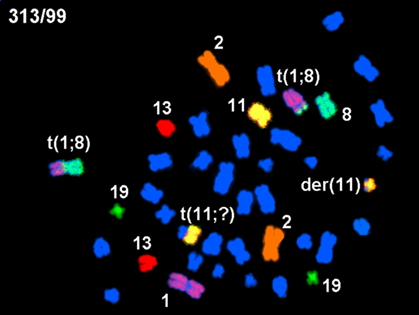 313/99
2
t(1;8)
11
8
13
t(1;8)
der(11)
19
t(11;?)
2
13
19
1